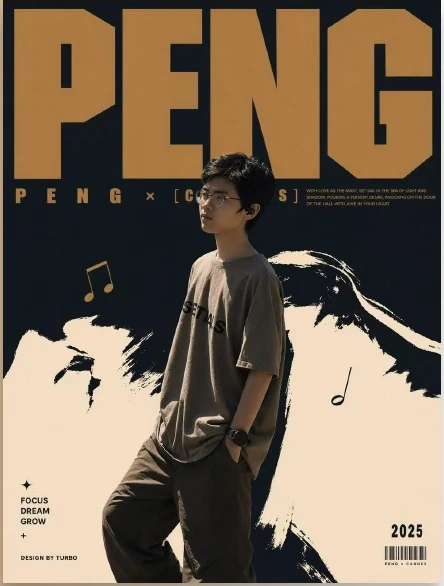 PENG
PENG × [C S]
WITH LOVE AS THE MAST, SET SAIL IN THE SEA OF LIGHT AND
SHADOW. POURING A FERVENT DESIRE, KNOCKING ON THE DOOR
OF THE HALL WITH AWE IN YOUR HEART
SETAS
FOCUS
DREAM
GROW
+
DESIGN BY TURBO
2025
PENG × CANNES